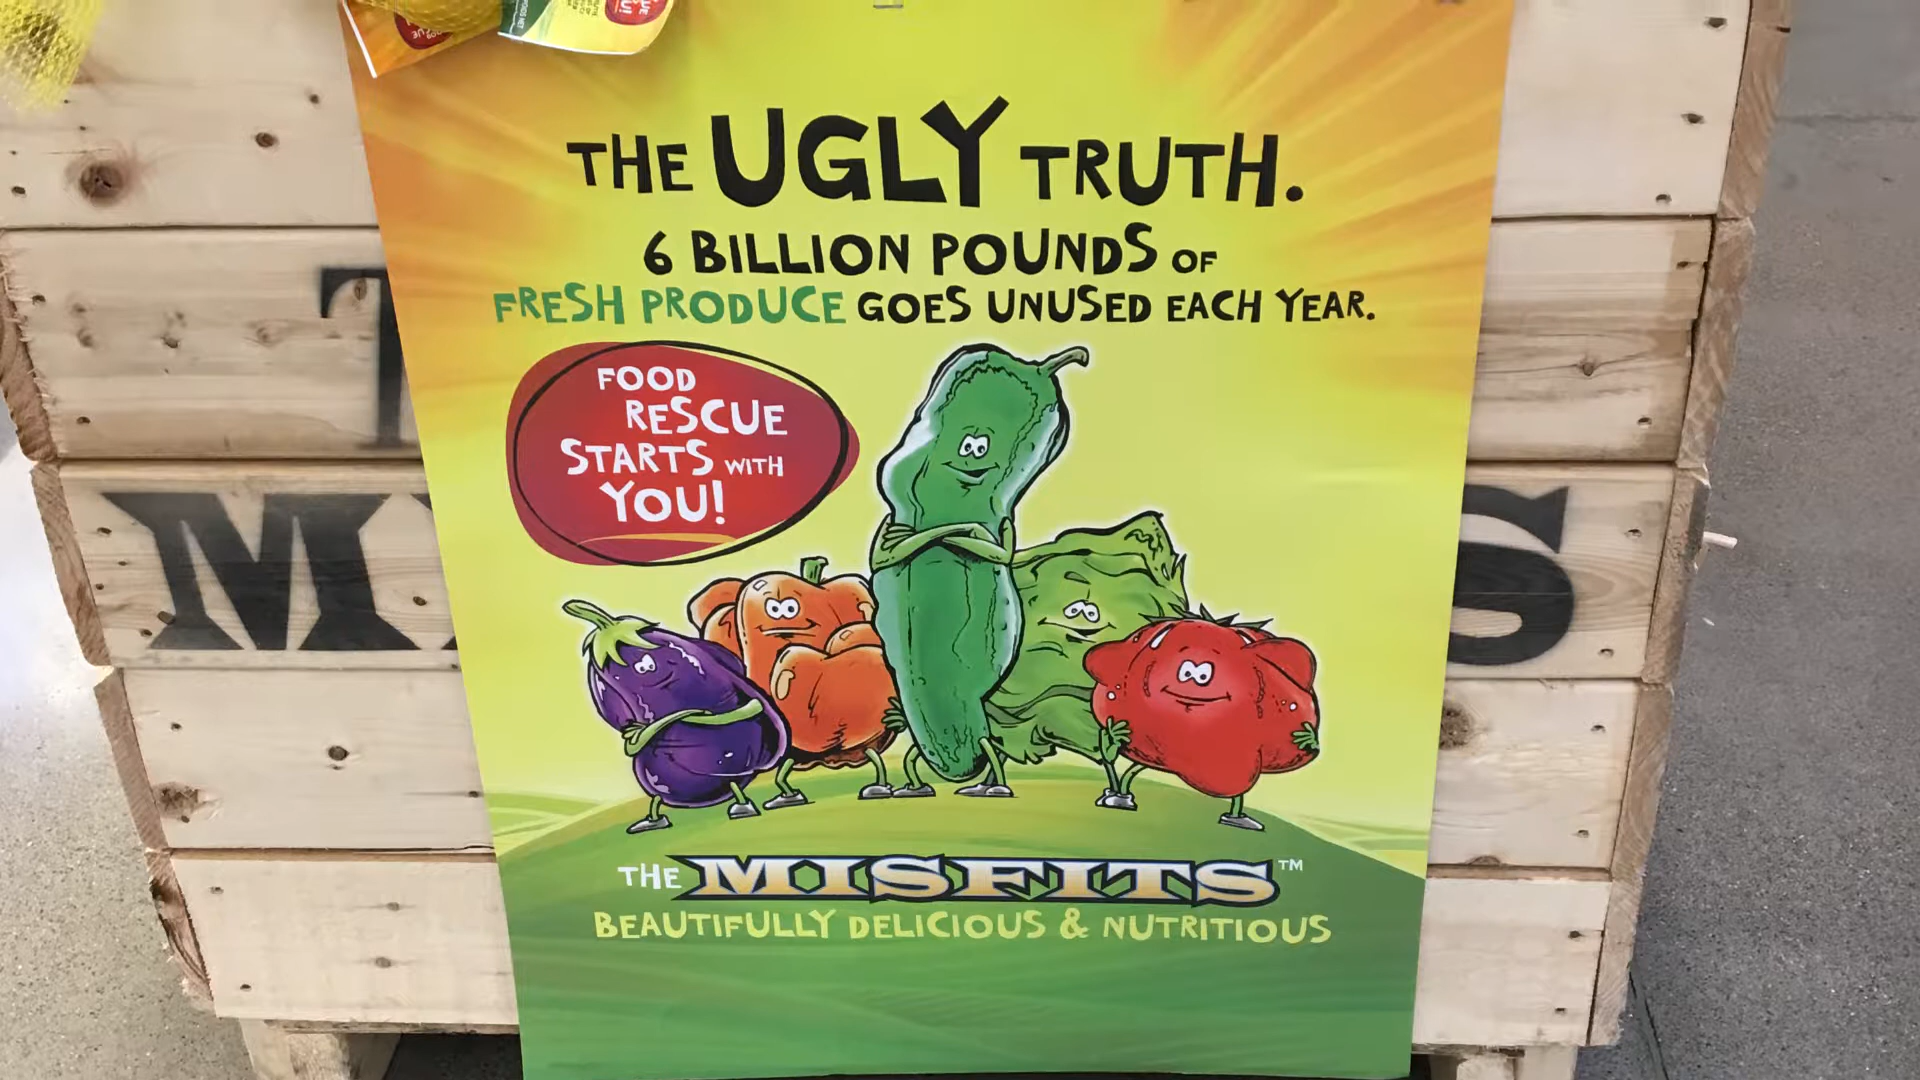 THE UGLY TRUTH.
6 BILLION POUNDS OF
FRESH PRODUCE GOES UNUSED EACH YEAR.
FOOD
RESCUE
STARTS WITH
YOU!
THE MISFITS™
BEAUTIFULLY DELICIOUS & NUTRITIOUS